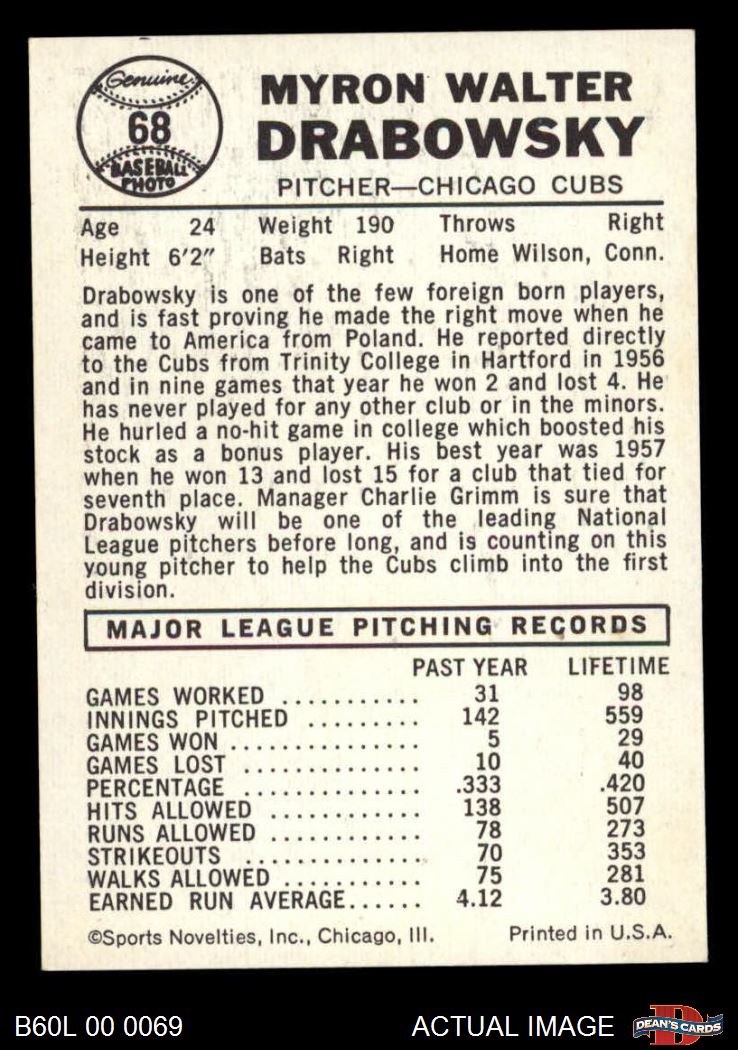 Genuine
68
BASEBALL
PHOTO
MYRON WALTER
DRABOWSKY
PITCHER—CHICAGO CUBS
Age 24 Weight 190 Throws Right
Height 6'2" Bats Right Home Wilson, Conn.
Drabowsky is one of the few foreign born players,
and is fast proving he made the right move when he
came to America from Poland. He reported directly
to the Cubs from Trinity College in Hartford in 1956
and in nine games that year he won 2 and lost 4. He
has never played for any other club or in the minors.
He hurled a no-hit game in college which boosted his
stock as a bonus player. His best year was 1957
when he won 13 and lost 15 for a club that tied for
seventh place. Manager Charlie Grimm is sure that
Drabowsky will be one of the leading National
League pitchers before long, and is counting on this
young pitcher to help the Cubs climb into the first
division.
MAJOR LEAGUE PITCHING RECORDS
PAST YEAR LIFETIME
GAMES WORKED ........... 31 98
INNINGS PITCHED ......... 142 559
GAMES WON ............... 5 29
GAMES LOST .............. 10 40
PERCENTAGE .............. .333 .420
HITS ALLOWED ............ 138 507
RUNS ALLOWED ............ 78 273
STRIKEOUTS .............. 70 353
WALKS ALLOWED ........... 75 281
EARNED RUN AVERAGE...... 4.12 3.80
©Sports Novelties, Inc., Chicago, Ill. Printed in U.S.A.
B60L 00 0069 ACTUAL IMAGE D DEAN'S CARDS